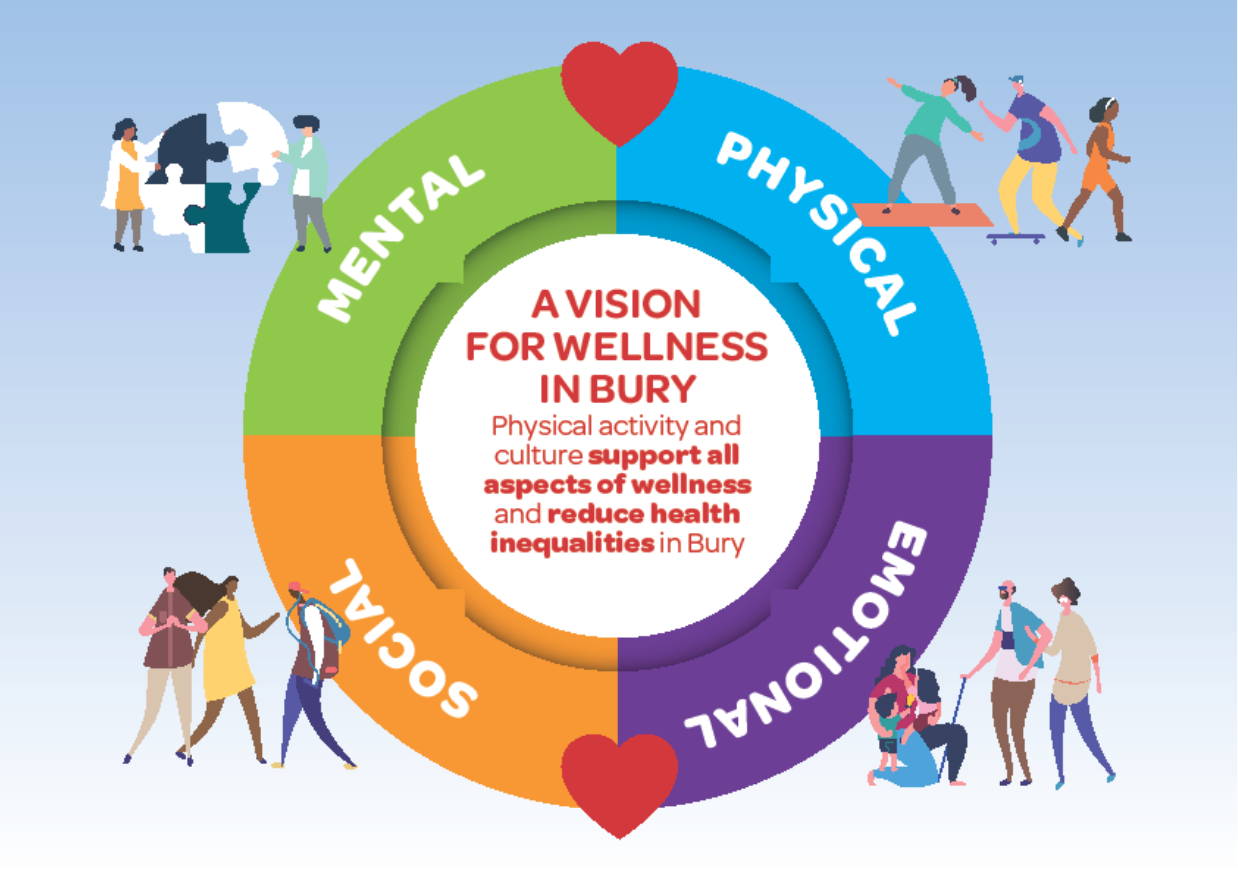 MENTAL
PHYSICAL
A VISION
FOR WELLNESS
IN BURY
Physical activity and
culture support all
aspects of wellness
and reduce health
inequalities in Bury
SOCIAL
EMOTIONAL